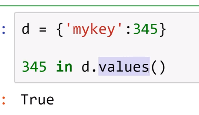 : d = {'mykey':345}
345 in d.values()
: True